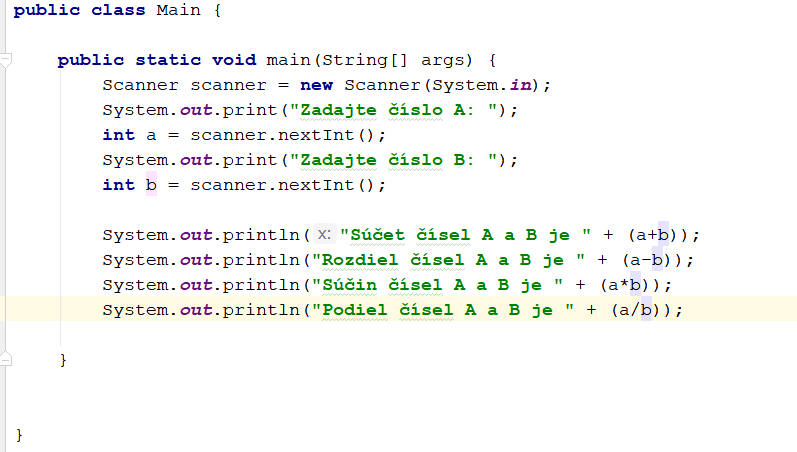 public class Main {
public static void main(String[] args) {
Scanner scanner = new Scanner(System.in);
System.out.print("Zadajte číslo A: ");
int a = scanner.nextInt();
System.out.print("Zadajte číslo B: ");
int b = scanner.nextInt();
System.out.println( x: "Súčet čísel A a B je " + (a+b));
System.out.println("Rozdiel čísel A a B je " + (a-b));
System.out.println("Súčin čísel A a B je " + (a*b));
System.out.println("Podiel čísel A a B je " + (a/b));
}
}